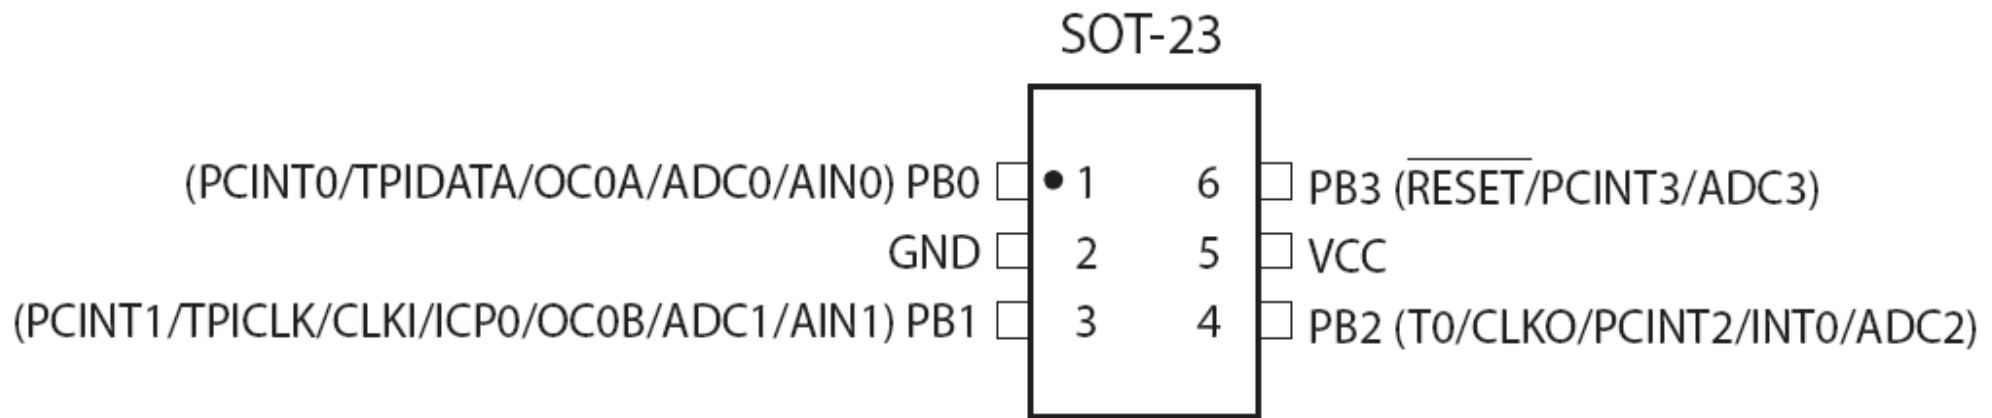 SOT-23
(PCINT0/TPIDATA/OC0A/ADC0/AIN0) PB0 1 6 PB3 (RESET/PCINT3/ADC3)
GND 2 5 VCC
(PCINT1/TPICLK/CLKI/ICP0/OC0B/ADC1/AIN1) PB1 3 4 PB2 (T0/CLKO/PCINT2/INT0/ADC2)